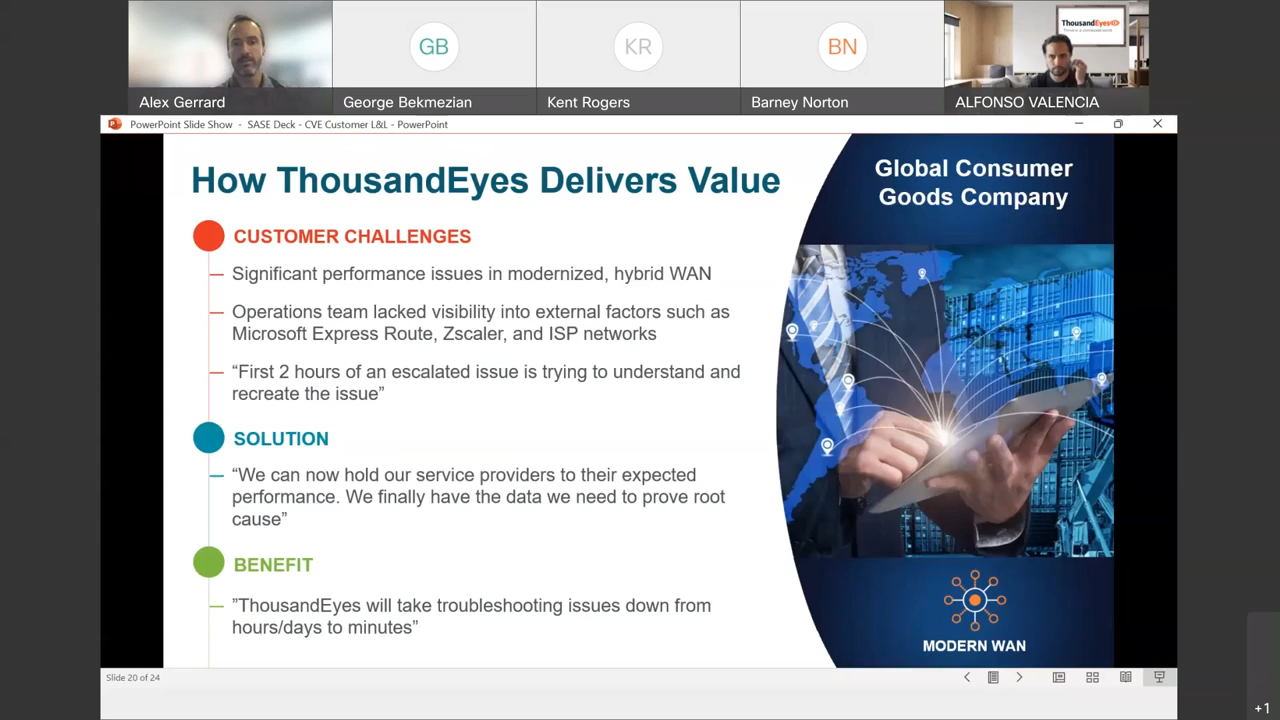 GB
KR
BN
ThousandEyes
Alex Gerrard
George Bekmezian
Kent Rogers
Barney Norton
ALFONSO VALENCIA
PowerPoint Slide Show - SASE Deck - CVE Customer L&L - PowerPoint
How ThousandEyes Delivers Value
CUSTOMER CHALLENGES
Significant performance issues in modernized, hybrid WAN
Operations team lacked visibility into external factors such as
Microsoft Express Route, Zscaler, and ISP networks
“First 2 hours of an escalated issue is trying to understand and
recreate the issue”
SOLUTION
“We can now hold our service providers to their expected
performance. We finally have the data we need to prove root
cause”
BENEFIT
”ThousandEyes will take troubleshooting issues down from
hours/days to minutes”
Global Consumer
Goods Company
MODERN WAN
Slide 20 of 24
+1